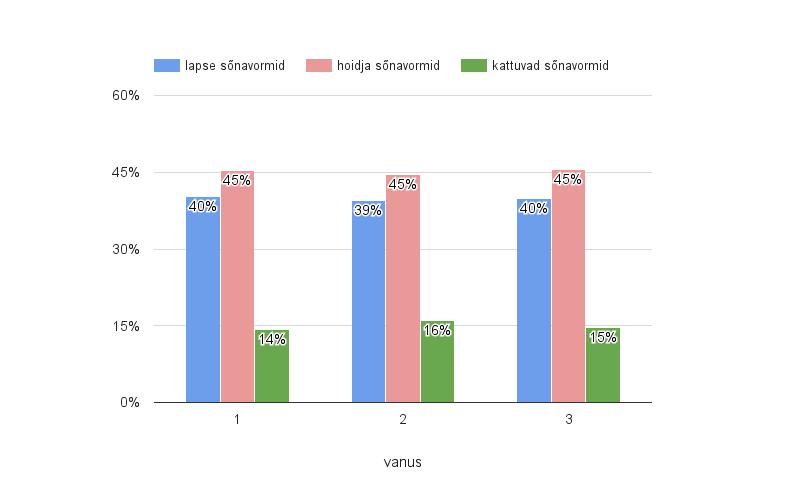 lapse sõnavormid hoidja sõnavormid kattuvad sõnavormid
60%
45%
30%
15%
0%
40% 45% 14%
39% 45% 16%
40% 45% 15%
1 2 3
vanus